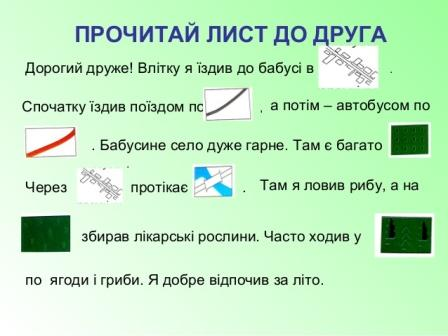 ПРОЧИТАЙ ЛИСТ ДО ДРУГА
Дорогий друже! Влітку я їздив до бабусі в .
Спочатку їздив поїздом по , а потім – автобусом по
. Бабусине село дуже гарне. Там є багато
Через протікає . Там я ловив рибу, а на
збирав лікарські рослини. Часто ходив у
по ягоди і гриби. Я добре відпочив за літо.